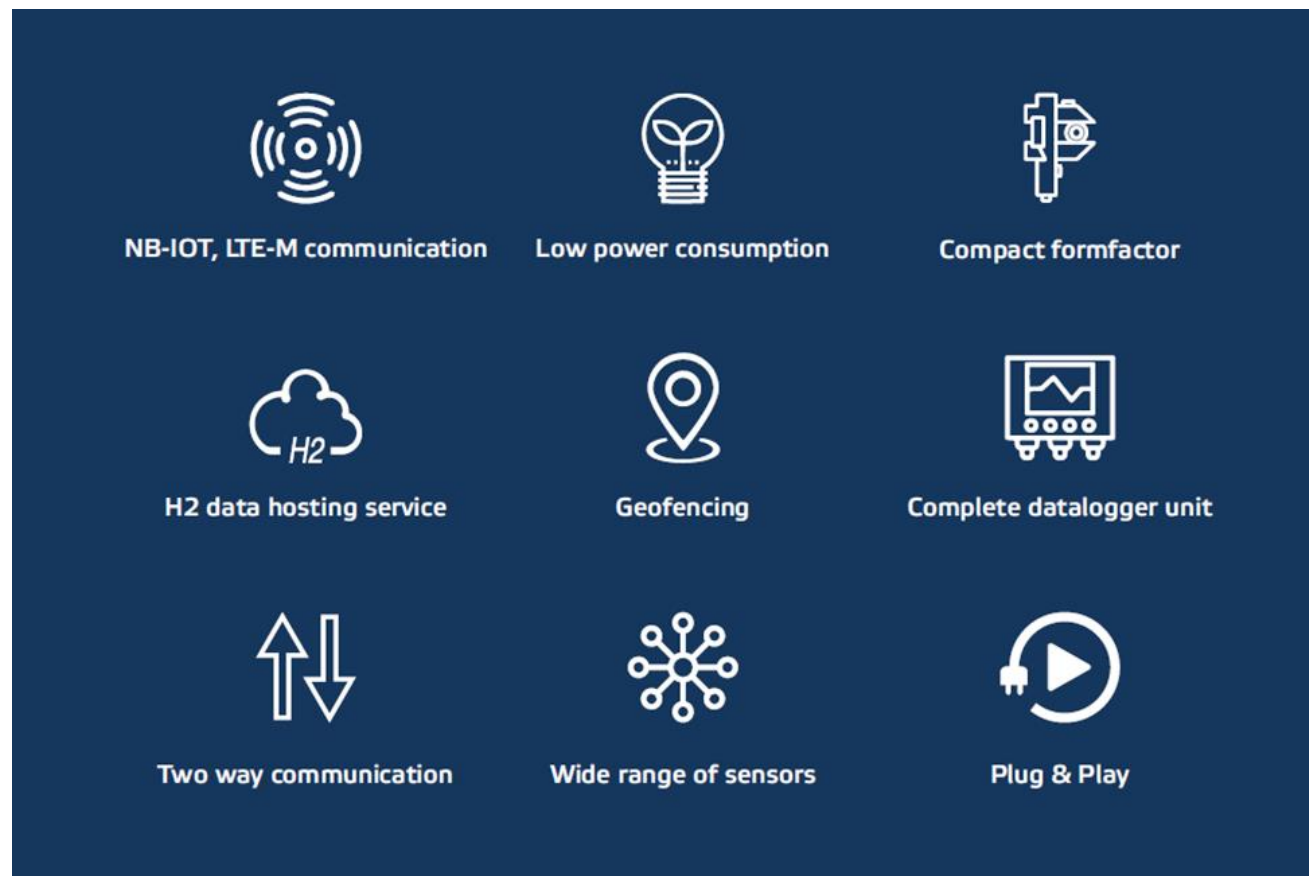 NB-IOT, LTE-M communication
Low power consumption
Compact formfactor
H2
H2 data hosting service
Geofencing
Complete datalogger unit
Two way communication
Wide range of sensors
Plug & Play